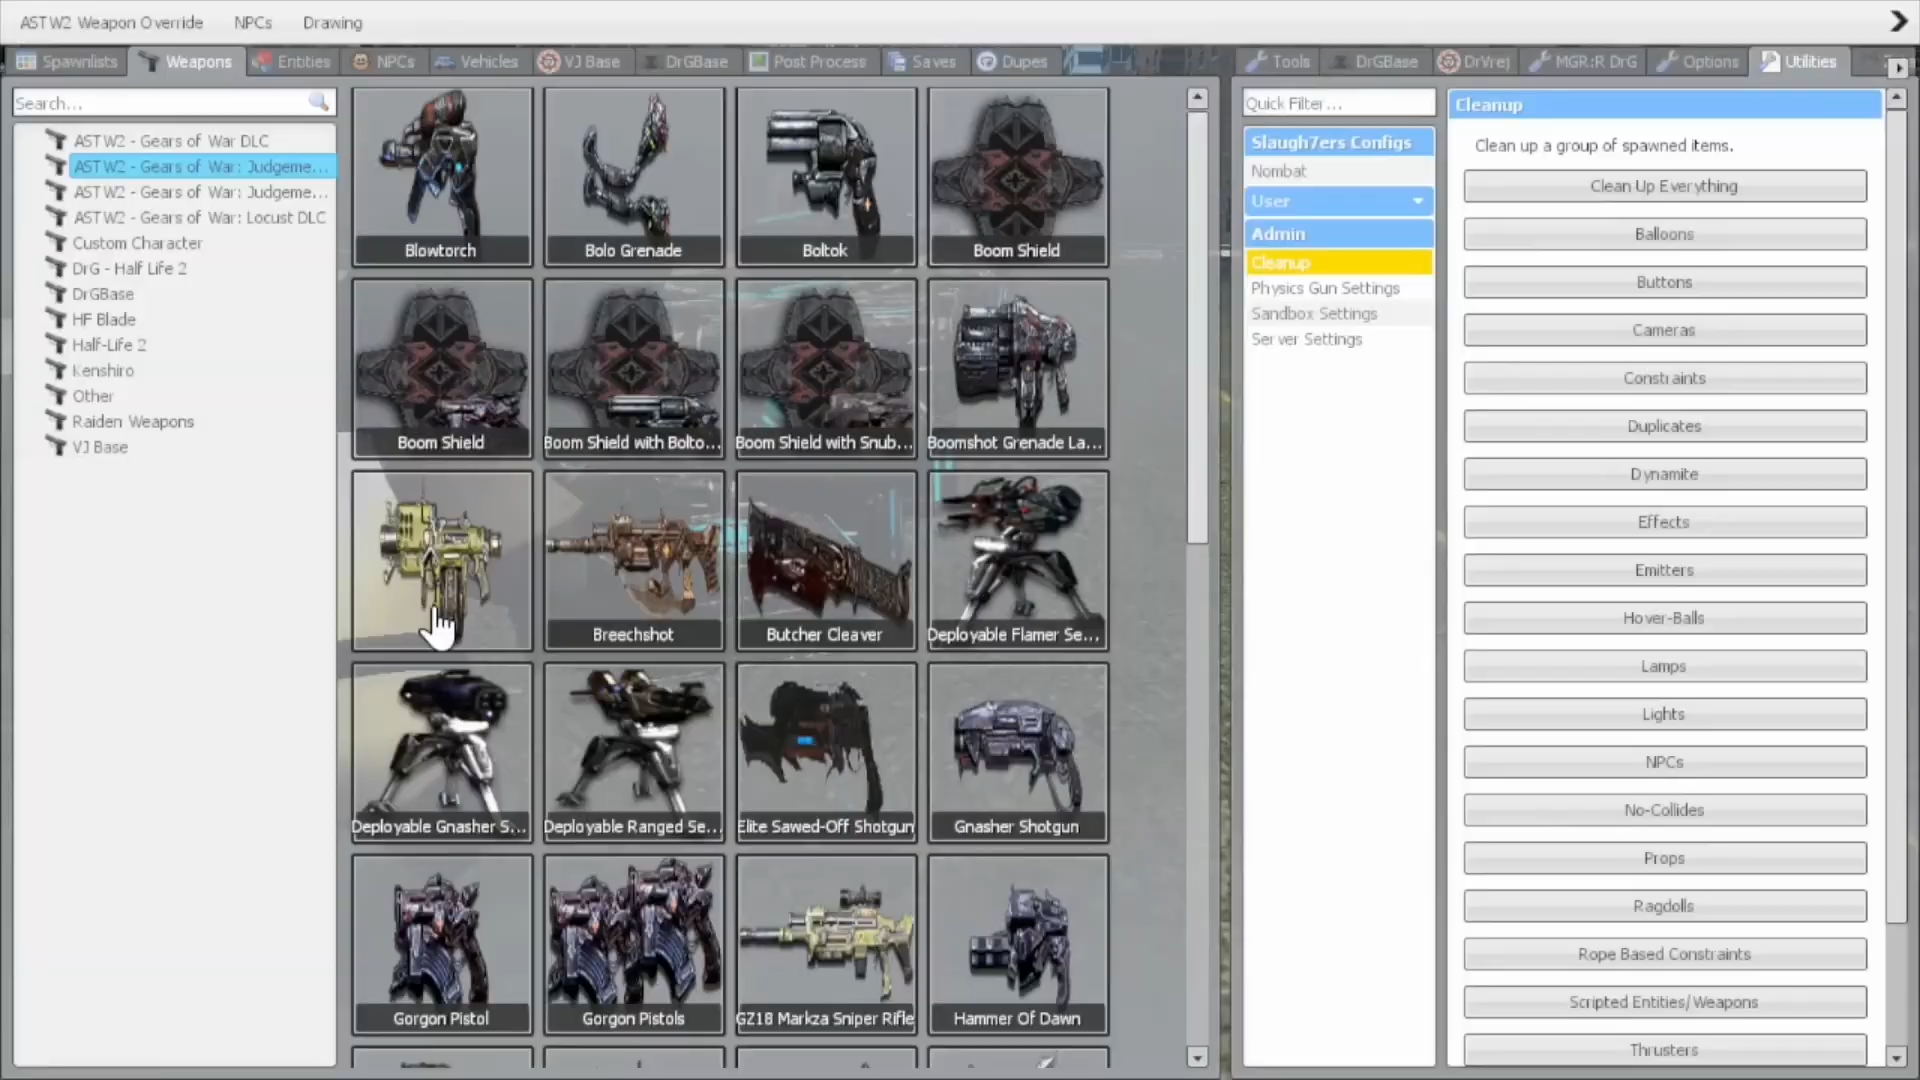 ASTW2 Weapon Override NPCs Drawing
Spawnlists Weapons Entities NPCs Vehicles VJ Base DrGBase Post Process Saves Dupes
Tools DrGBase DrVrej MGR:R DrG Options Utilities
Search...
ASTW2 - Gears of War DLC
ASTW2 - Gears of War: Judgeme...
ASTW2 - Gears of War: Judgeme...
ASTW2 - Gears of War: Locust DLC
Custom Character
DrG - Half Life 2
DrGBase
HF Blade
Half-Life 2
Kenshiro
Other
Raiden Weapons
VJ Base
Blowtorch
Bolo Grenade
Boltok
Boom Shield
Boom Shield
Boom Shield with Bolto...
Boom Shield with Snub...
Boomshot Grenade La...
Breechshot
Butcher Cleaver
Deployable Flamer Se...
Deployable Gnasher S...
Deployable Ranged Se...
Elite Sawed-Off Shotgun
Gnasher Shotgun
Gorgon Pistol
Gorgon Pistols
GZ18 Markza Sniper Rifle
Hammer Of Dawn
Quick Filter...
Slaugh7ers Configs
Nombat
User
Admin
Cleanup
Physics Gun Settings
Sandbox Settings
Server Settings
Cleanup
Clean up a group of spawned items.
Clean Up Everything
Balloons
Buttons
Cameras
Constraints
Duplicates
Dynamite
Effects
Emitters
Hover-Balls
Lamps
Lights
NPCs
No-Collides
Props
Ragdolls
Rope Based Constraints
Scripted Entities/Weapons
Thrusters